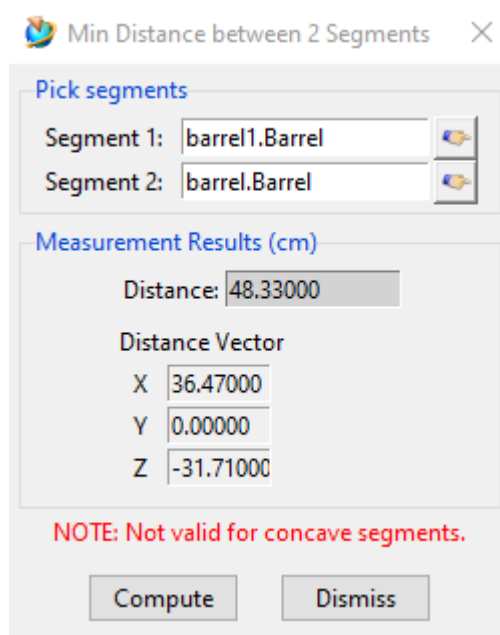 Min Distance between 2 Segments
Pick segments
Segment 1: barrel1.Barrel
Segment 2: barrel.Barrel
Measurement Results (cm)
Distance: 48.33000
Distance Vector
X 36.47000
Y 0.00000
Z -31.71000
NOTE: Not valid for concave segments.
Compute Dismiss